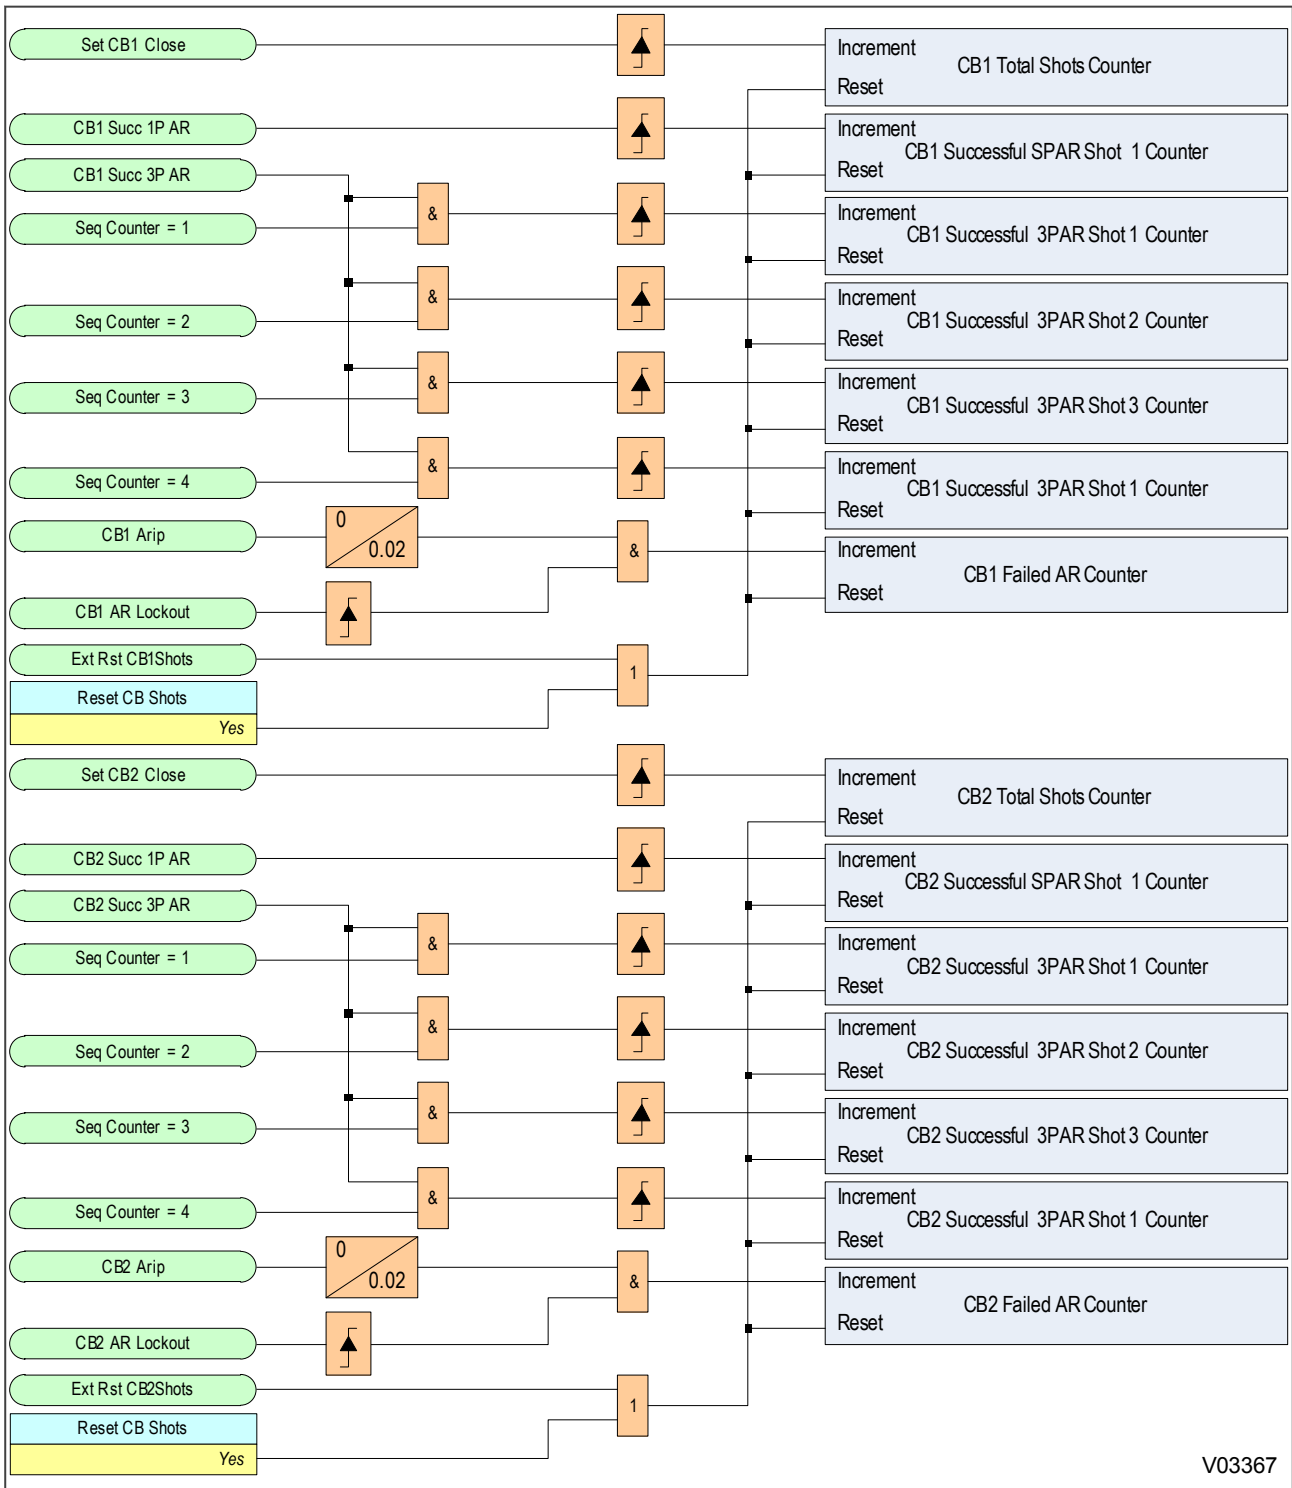 Set CB1 Close
Increment
CB1 Total Shots Counter
Reset
CB1 Succ 1P AR
Increment
CB1 Successful SPAR Shot 1 Counter
Reset
CB1 Succ 3P AR
Seq Counter = 1
&
Increment
CB1 Successful 3PAR Shot 1 Counter
Reset
Seq Counter = 2
&
Increment
CB1 Successful 3PAR Shot 2 Counter
Reset
Seq Counter = 3
&
Increment
CB1 Successful 3PAR Shot 3 Counter
Reset
Seq Counter = 4
&
Increment
CB1 Successful 3PAR Shot 1 Counter
Reset
CB1 Arip
0
0.02
&
Increment
CB1 Failed AR Counter
Reset
CB1 AR Lockout
Ext Rst CB1Shots
1
Reset CB Shots
Yes
Set CB2 Close
Increment
CB2 Total Shots Counter
Reset
CB2 Succ 1P AR
Increment
CB2 Successful SPAR Shot 1 Counter
Reset
CB2 Succ 3P AR
Seq Counter = 1
&
Increment
CB2 Successful 3PAR Shot 1 Counter
Reset
Seq Counter = 2
&
Increment
CB2 Successful 3PAR Shot 2 Counter
Reset
Seq Counter = 3
&
Increment
CB2 Successful 3PAR Shot 3 Counter
Reset
Seq Counter = 4
&
Increment
CB2 Successful 3PAR Shot 1 Counter
Reset
CB2 Arip
0
0.02
&
Increment
CB2 Failed AR Counter
Reset
CB2 AR Lockout
Ext Rst CB2Shots
1
Reset CB Shots
Yes
V03367